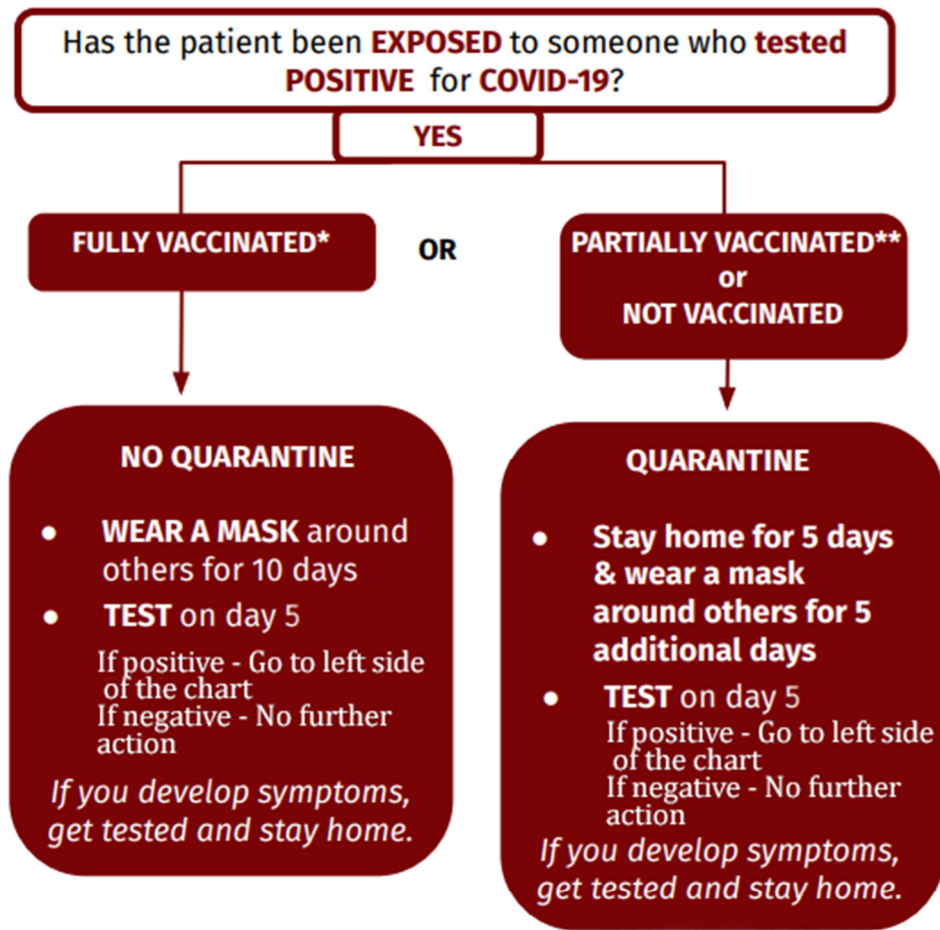 Has the patient been EXPOSED to someone who tested
POSITIVE for COVID-19?
YES
FULLY VACCINATED*
OR
PARTIALLY VACCINATED**
or
NOT VACCINATED
NO QUARANTINE
• WEAR A MASK around
others for 10 days
• TEST on day 5
If positive - Go to left side
of the chart
If negative - No further
action
If you develop symptoms,
get tested and stay home.
QUARANTINE
• Stay home for 5 days
& wear a mask
around others for 5
additional days
• TEST on day 5
If positive - Go to left side
of the chart
If negative - No further
action
If you develop symptoms,
get tested and stay home.